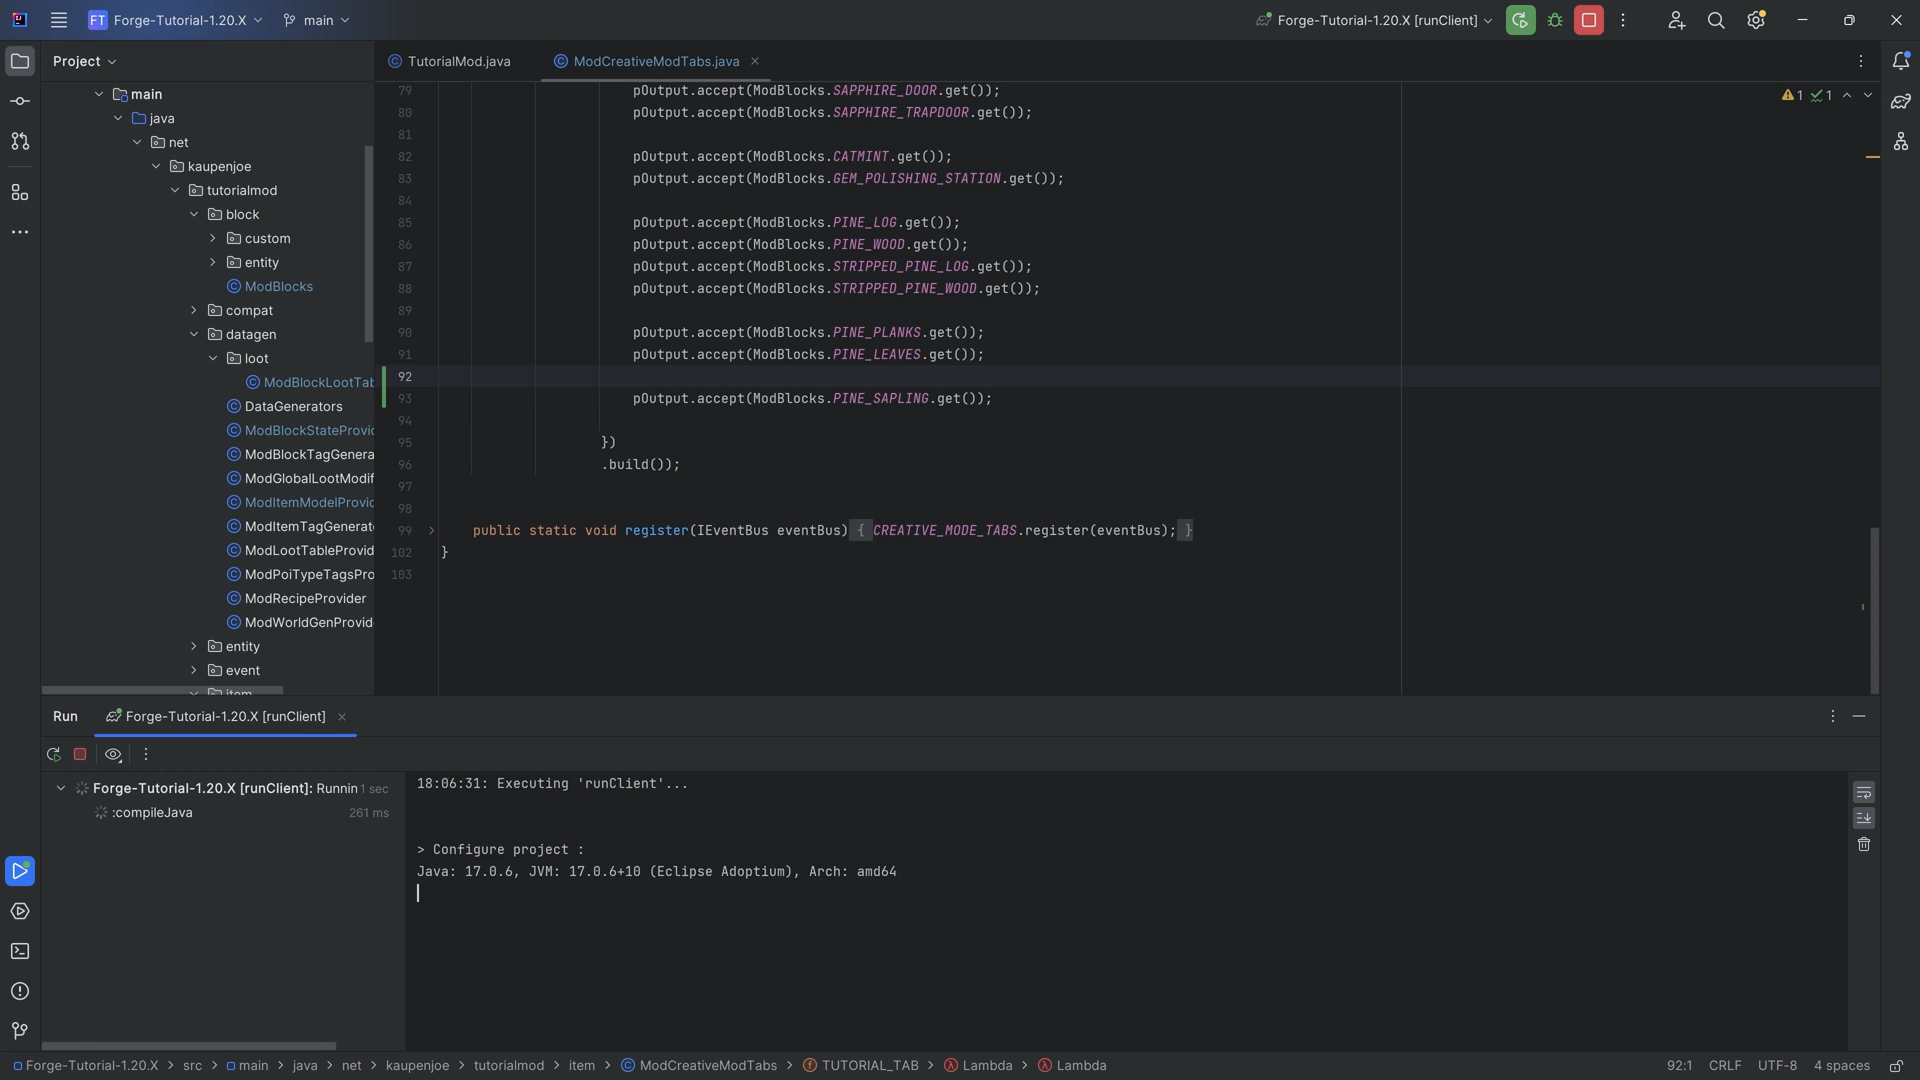 FT Forge-Tutorial-1.20.X main Forge-Tutorial-1.20.X [runClient]
Project
TutorialMod.java ModCreativeModTabs.java
main
java
net
kaupenjoe
tutorialmod
block
custom
entity
ModBlocks
compat
datagen
loot
ModBlockLootTab
DataGenerators
ModBlockStateProvid
ModBlockTagGenera
ModGlobalLootModif
ModItemModelProvid
ModItemTagGenerat
ModLootTableProvid
ModPoiTypeTagsPro
ModRecipeProvider
ModWorldGenProvid
entity
event
item
79 pOutput.accept(ModBlocks.SAPPHIRE_DOOR.get());
80 pOutput.accept(ModBlocks.SAPPHIRE_TRAPDOOR.get());
81
82 pOutput.accept(ModBlocks.CATMINT.get());
83 pOutput.accept(ModBlocks.GEM_POLISHING_STATION.get());
84
85 pOutput.accept(ModBlocks.PINE_LOG.get());
86 pOutput.accept(ModBlocks.PINE_WOOD.get());
87 pOutput.accept(ModBlocks.STRIPPED_PINE_LOG.get());
88 pOutput.accept(ModBlocks.STRIPPED_PINE_WOOD.get());
89
90 pOutput.accept(ModBlocks.PINE_PLANKS.get());
91 pOutput.accept(ModBlocks.PINE_LEAVES.get());
92
93 pOutput.accept(ModBlocks.PINE_SAPLING.get());
94
95 })
96 .build());
97
98
99 public static void register(IEventBus eventBus) { CREATIVE_MODE_TABS.register(eventBus); }
102 }
103
1 1
Run Forge-Tutorial-1.20.X [runClient]
Forge-Tutorial-1.20.X [runClient]: Runnin 1 sec
:compileJava 261 ms
18:06:31: Executing 'runClient'...
> Configure project :
Java: 17.0.6, JVM: 17.0.6+10 (Eclipse Adoptium), Arch: amd64
Forge-Tutorial-1.20.X > src > main > java > net > kaupenjoe > tutorialmod > item > ModCreativeModTabs > TUTORIAL_TAB > Lambda > Lambda
92:1 CRLF UTF-8 4 spaces